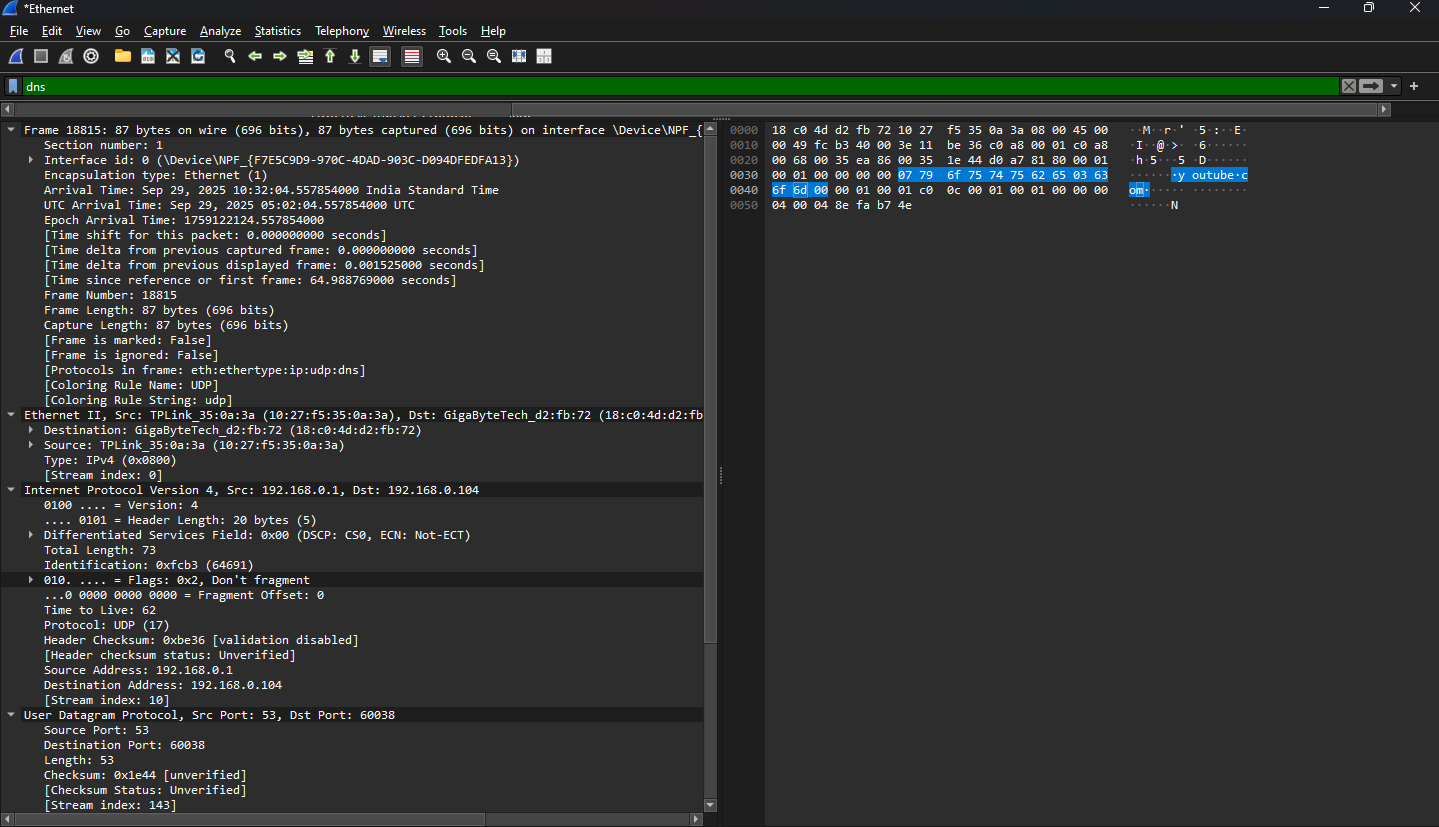 *Ethernet
File Edit View Go Capture Analyze Statistics Telephony Wireless Tools Help
dns
Frame 18815: 87 bytes on wire (696 bits), 87 bytes captured (696 bits) on interface \Device\NPF_{
Section number: 1
Interface id: 0 (\Device\NPF_{F7E5C9D9-970C-4DAD-903C-D094DFEDFA13})
Encapsulation type: Ethernet (1)
Arrival Time: Sep 29, 2025 10:32:04.557854000 India Standard Time
UTC Arrival Time: Sep 29, 2025 05:02:04.557854000 UTC
Epoch Arrival Time: 1759122124.557854000
[Time shift for this packet: 0.000000000 seconds]
[Time delta from previous captured frame: 0.000000000 seconds]
[Time delta from previous displayed frame: 0.001525000 seconds]
[Time since reference or first frame: 64.988769000 seconds]
Frame Number: 18815
Frame Length: 87 bytes (696 bits)
Capture Length: 87 bytes (696 bits)
[Frame is marked: False]
[Frame is ignored: False]
[Protocols in frame: eth:ethertype:ip:udp:dns]
[Coloring Rule Name: UDP]
[Coloring Rule String: udp]
Ethernet II, Src: TPLink_35:0a:3a (10:27:f5:35:0a:3a), Dst: GigaByteTech_d2:fb:72 (18:c0:4d:d2:fb
Destination: GigaByteTech_d2:fb:72 (18:c0:4d:d2:fb:72)
Source: TPLink_35:0a:3a (10:27:f5:35:0a:3a)
Type: IPv4 (0x0800)
[Stream index: 0]
Internet Protocol Version 4, Src: 192.168.0.1, Dst: 192.168.0.104
0100 .... = Version: 4
.... 0101 = Header Length: 20 bytes (5)
Differentiated Services Field: 0x00 (DSCP: CS0, ECN: Not-ECT)
Total Length: 73
Identification: 0xfcb3 (64691)
010. .... = Flags: 0x2, Don't fragment
...0 0000 0000 0000 = Fragment Offset: 0
Time to Live: 62
Protocol: UDP (17)
Header Checksum: 0xbe36 [validation disabled]
[Header checksum status: Unverified]
Source Address: 192.168.0.1
Destination Address: 192.168.0.104
[Stream index: 10]
User Datagram Protocol, Src Port: 53, Dst Port: 60038
Source Port: 53
Destination Port: 60038
Length: 53
Checksum: 0x1e44 [unverified]
[Checksum Status: Unverified]
[Stream index: 143]
0000 18 c0 4d d2 fb 72 10 27 f5 35 0a 3a 08 00 45 00 ··M··r·' ·5·:··E·
0010 00 49 fc b3 40 00 3e 11 be 36 c0 a8 00 01 c0 a8 ·I··@·>· ·6······
0020 00 68 00 35 ea 86 00 35 1e 44 d0 a7 81 80 00 01 ·h·5···5 ·D······
0030 00 01 00 00 00 00 07 79 6f 75 74 75 62 65 03 63 ·······y outube·c
0040 6f 6d 00 00 01 00 01 c0 0c 00 01 00 01 00 00 00 om······ ········
0050 04 00 04 8e fa b7 4e ······N